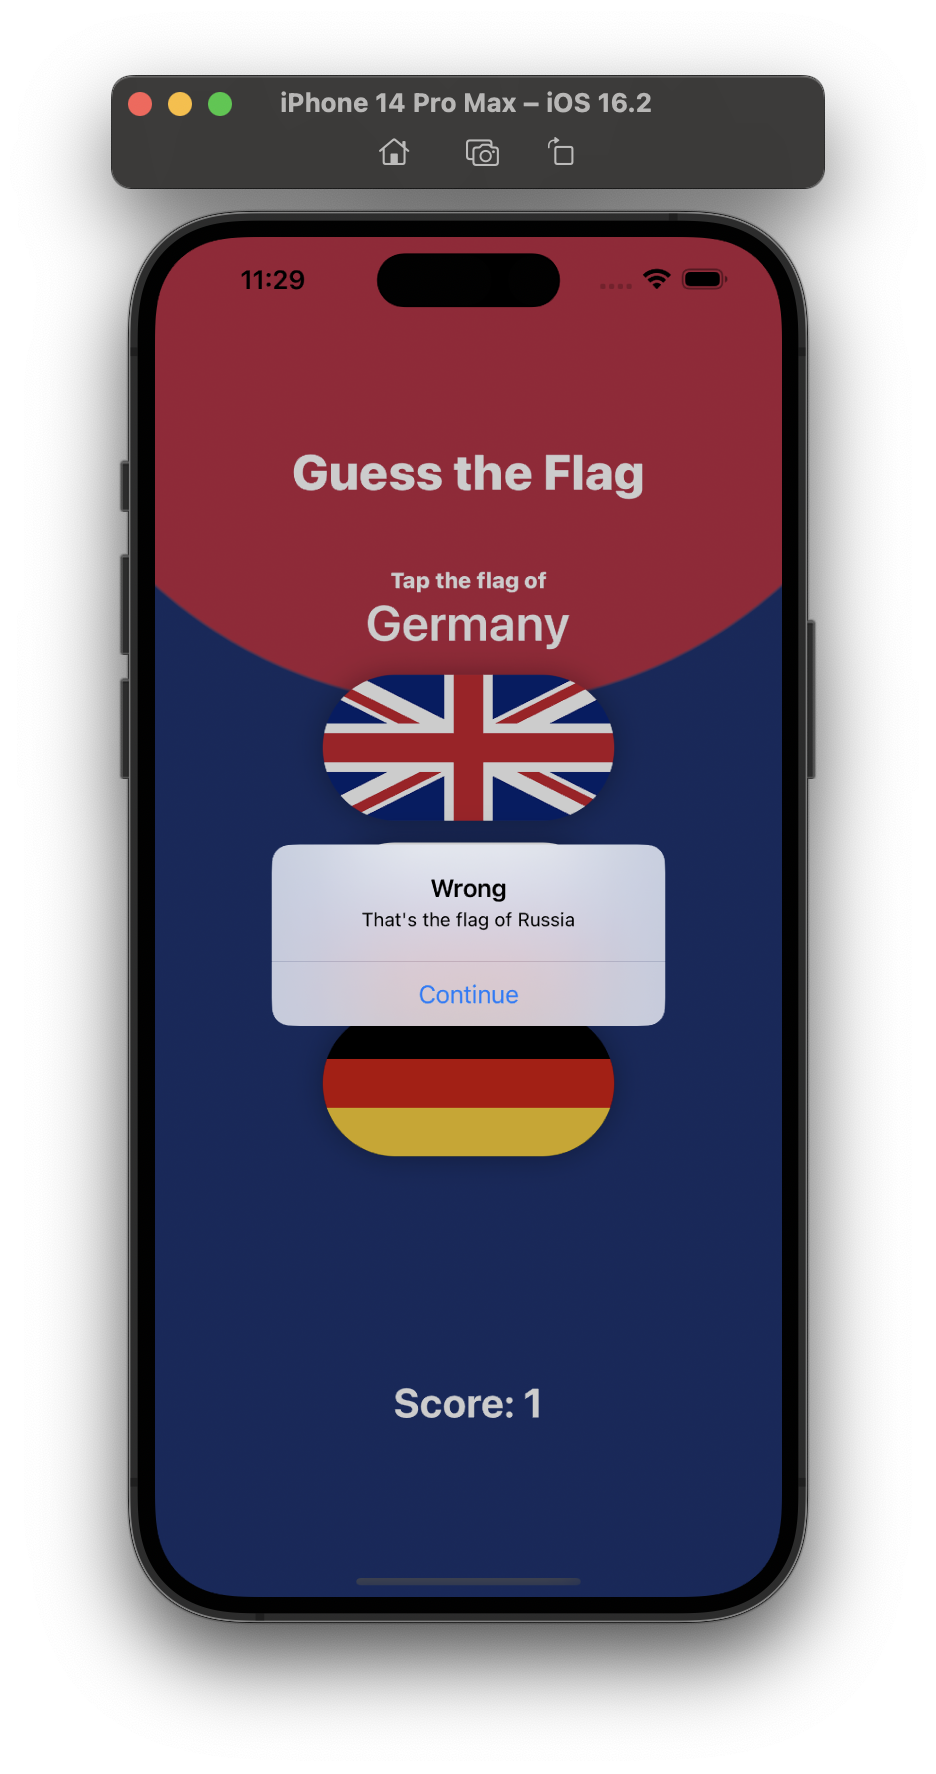 iPhone 14 Pro Max – iOS 16.2
11:29
Guess the Flag
Tap the flag of
Germany
Wrong
That's the flag of Russia
Continue
Score: 1